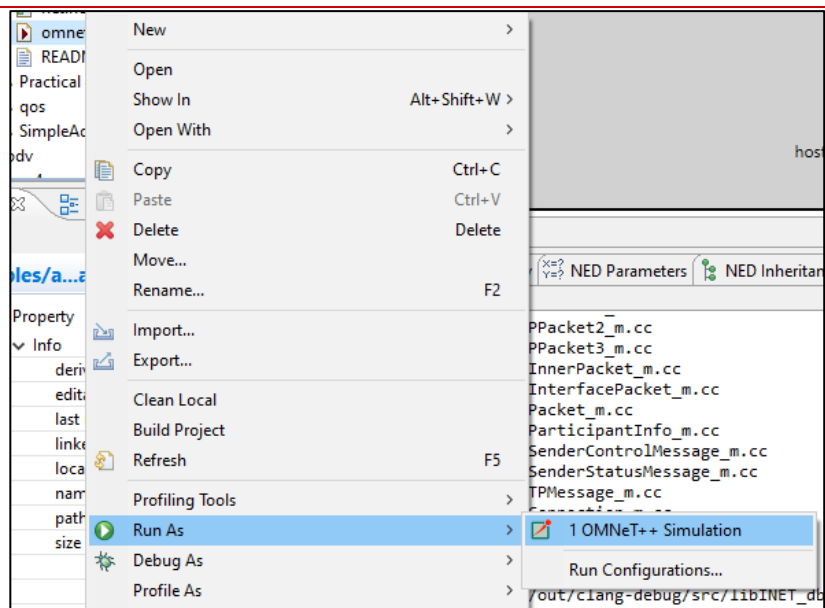 New
omne
READ
Open
Practical
Show In Alt+Shift+W
qos
Open With
SimpleAd
odv
host
Copy Ctrl+C
Paste Ctrl+V
Delete Delete
Move...
Rename... F2
les/a...a
NED Parameters NED Inheritan
Property
Import...
PPacket2_m.cc
Info
PPacket3_m.cc
Export...
InnerPacket_m.cc
deriv
InterfacePacket_m.cc
edita
Clean Local
Packet_m.cc
last
Build Project
ParticipantInfo_m.cc
linke
SenderControlMessage_m.cc
Refresh F5
loca
SenderStatusMessage_m.cc
nam
Profiling Tools
TPMessage_m.cc
path
Run As
1 OMNeT++ Simulation
size
Debug As
Run Configurations...
Profile As
/out/clang-debug/src/libINET_db